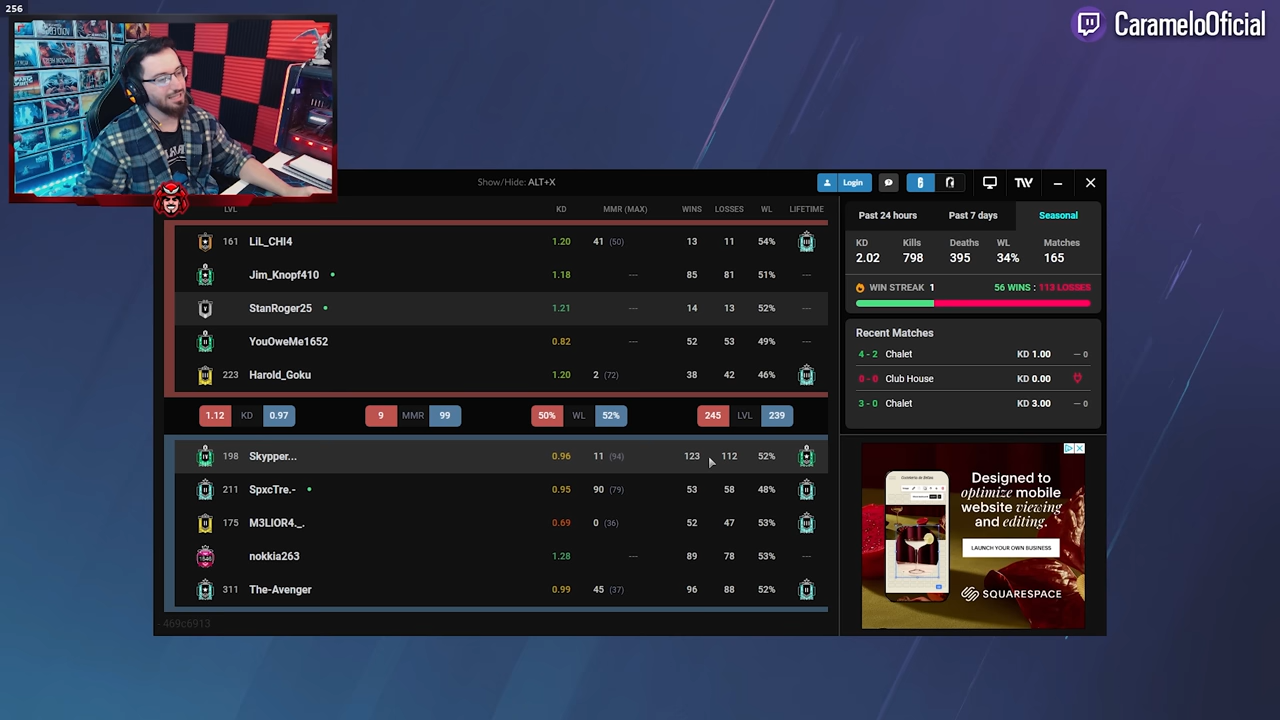 256
CarameloOficial
Show/Hide: ALT+X
Login
LVL KD MMR (MAX) WINS LOSSES WL LIFETIME
161 LiL_CHI4 1.20 41 (50) 13 11 54%
Jim_Knopf410 1.18 --- 85 81 51% ---
StanRoger25 1.21 --- 14 13 52% ---
YouOweMe1652 0.82 --- 52 53 49% ---
223 Harold_Goku 1.20 2 (72) 38 42 46%
1.12 KD 0.97 9 MMR 99 50% WL 52% 245 LVL 239
198 Skypper... 0.96 11 (94) 123 112 52%
211 SpxcTre.- 0.95 90 (79) 53 58 48%
175 M3LIOR4._. 0.69 0 (36) 52 47 53%
nokkia263 1.28 --- 89 78 53% ---
311 The-Avenger 0.99 45 (37) 96 88 52%
- 469c6913
Past 24 hours Past 7 days Seasonal
KD Kills Deaths WL Matches
2.02 798 395 34% 165
WIN STREAK 1 56 WINS : 113 LOSSES
Recent Matches
4 - 2 Chalet KD 1.00 — 0
0 - 0 Club House KD 0.00
3 - 0 Chalet KD 3.00 — 0
Designed to
optimize mobile
website viewing
and editing.
LAUNCH YOUR OWN BUSINESS
SQUARESPACE